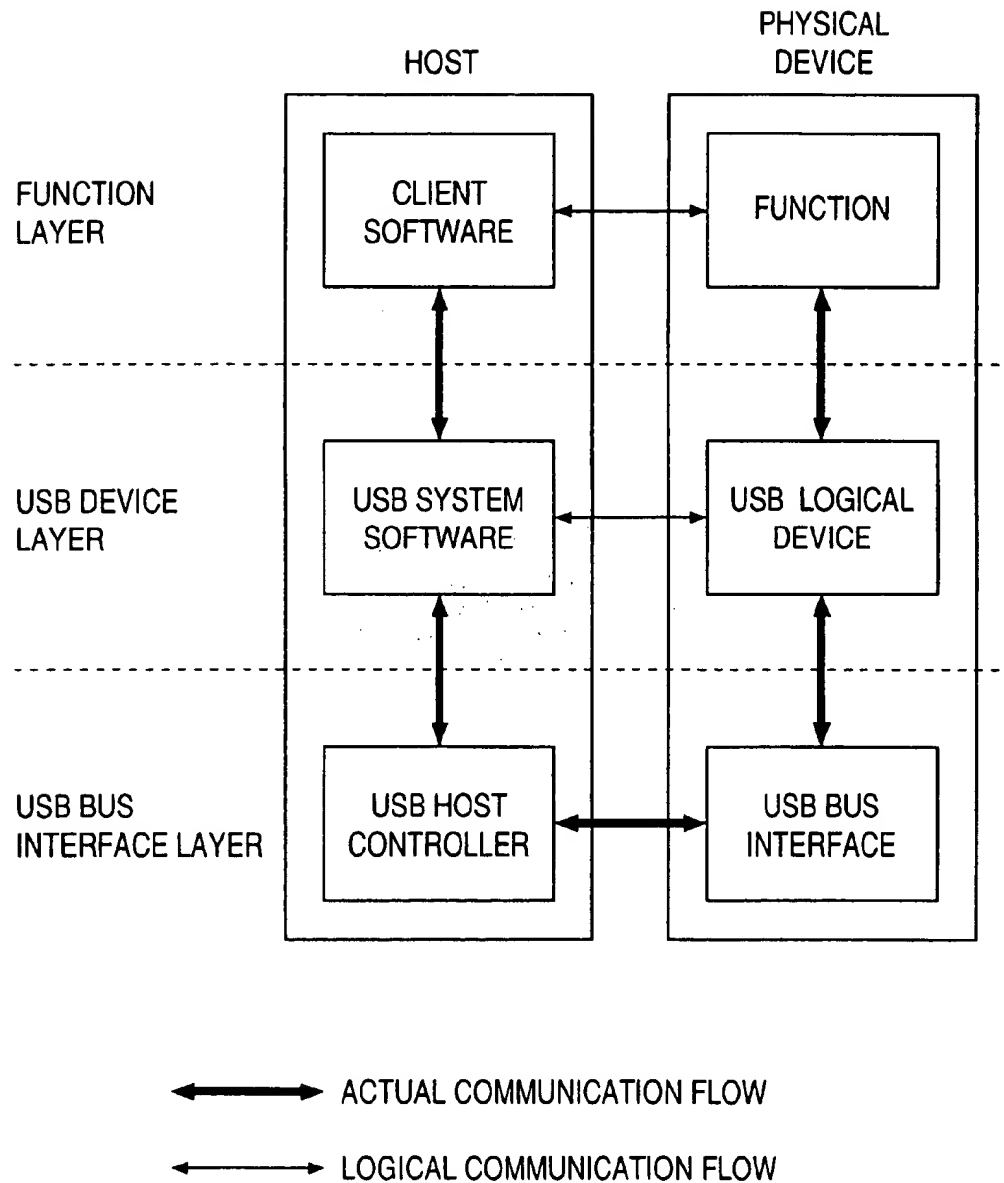 HOST
PHYSICAL
DEVICE
FUNCTION
LAYER
CLIENT
SOFTWARE
FUNCTION
USB DEVICE
LAYER
USB SYSTEM
SOFTWARE
USB LOGICAL
DEVICE
USB BUS
INTERFACE LAYER
USB HOST
CONTROLLER
USB BUS
INTERFACE
ACTUAL COMMUNICATION FLOW
LOGICAL COMMUNICATION FLOW